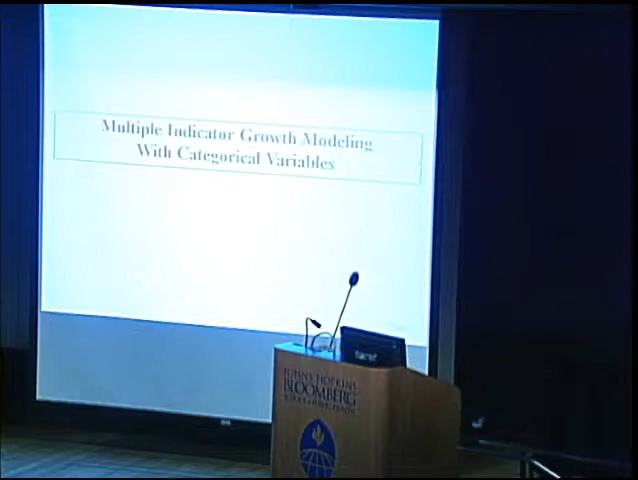 Multiple Indicator Growth Modeling
With Categorical Variables
JOHNS HOPKINS
BLOOMBERG